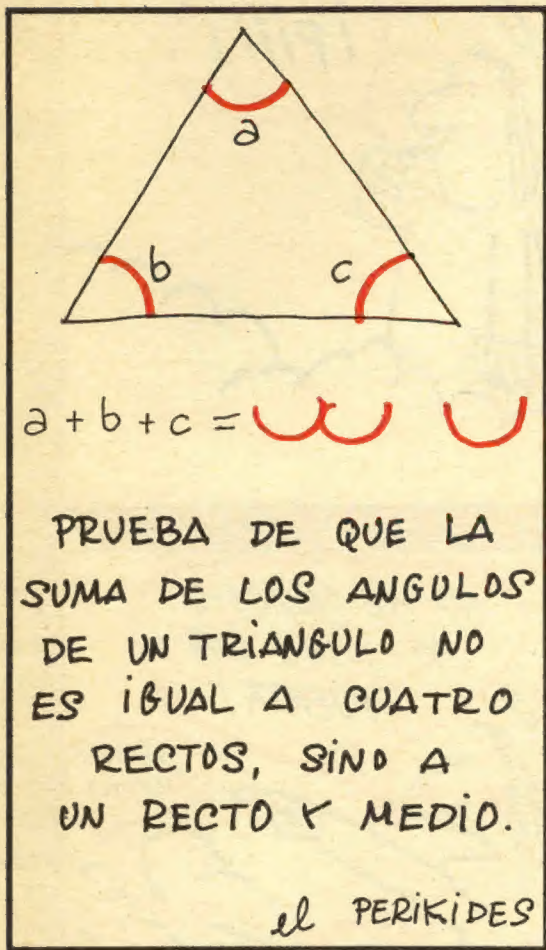 a
b c
a + b + c =
PRUEBA DE QUE LA
SUMA DE LOS ANGULOS
DE UN TRiANGULO NO
ES iGUAL A CUATRO
RECTOS, SiNO A
UN RECTO Y MEDiO.
el PERiKiDES